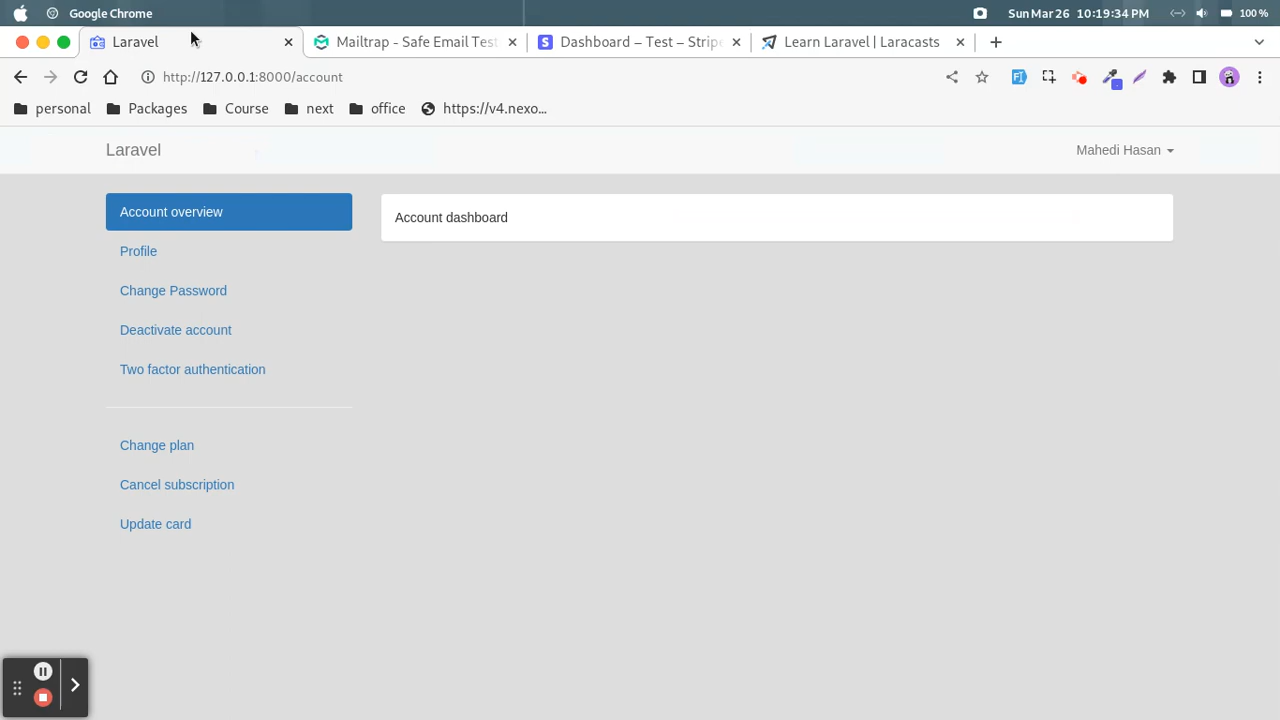 Google Chrome Sun Mar 26 10:19:34 PM 100 %
Laravel Mailtrap - Safe Email Test Dashboard – Test – Stripe Learn Laravel | Laracasts
http://127.0.0.1:8000/account
personal Packages Course next office https://v4.nexo...
Laravel Mahedi Hasan
Account overview
Account dashboard
Profile
Change Password
Deactivate account
Two factor authentication
Change plan
Cancel subscription
Update card